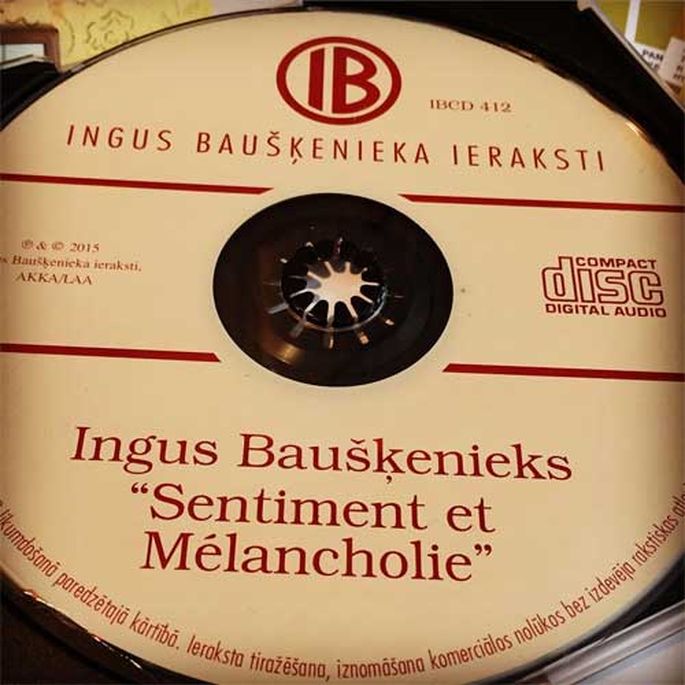 IB
IBCD 412
INGUS BAUŠĶENIEKA IERAKSTI
℗ & © 2015
Baušķenieka ieraksti,
AKKA/LAA
COMPACT
disc
DIGITAL AUDIO
Ingus Baušķenieks
“Sentiment et
Mélancholie”
likumdošanā paredzētajā kārtībā. Ieraksta tiražēšana, iznomāšana komerciālos nolūkos bez izdevēja rakstiskas